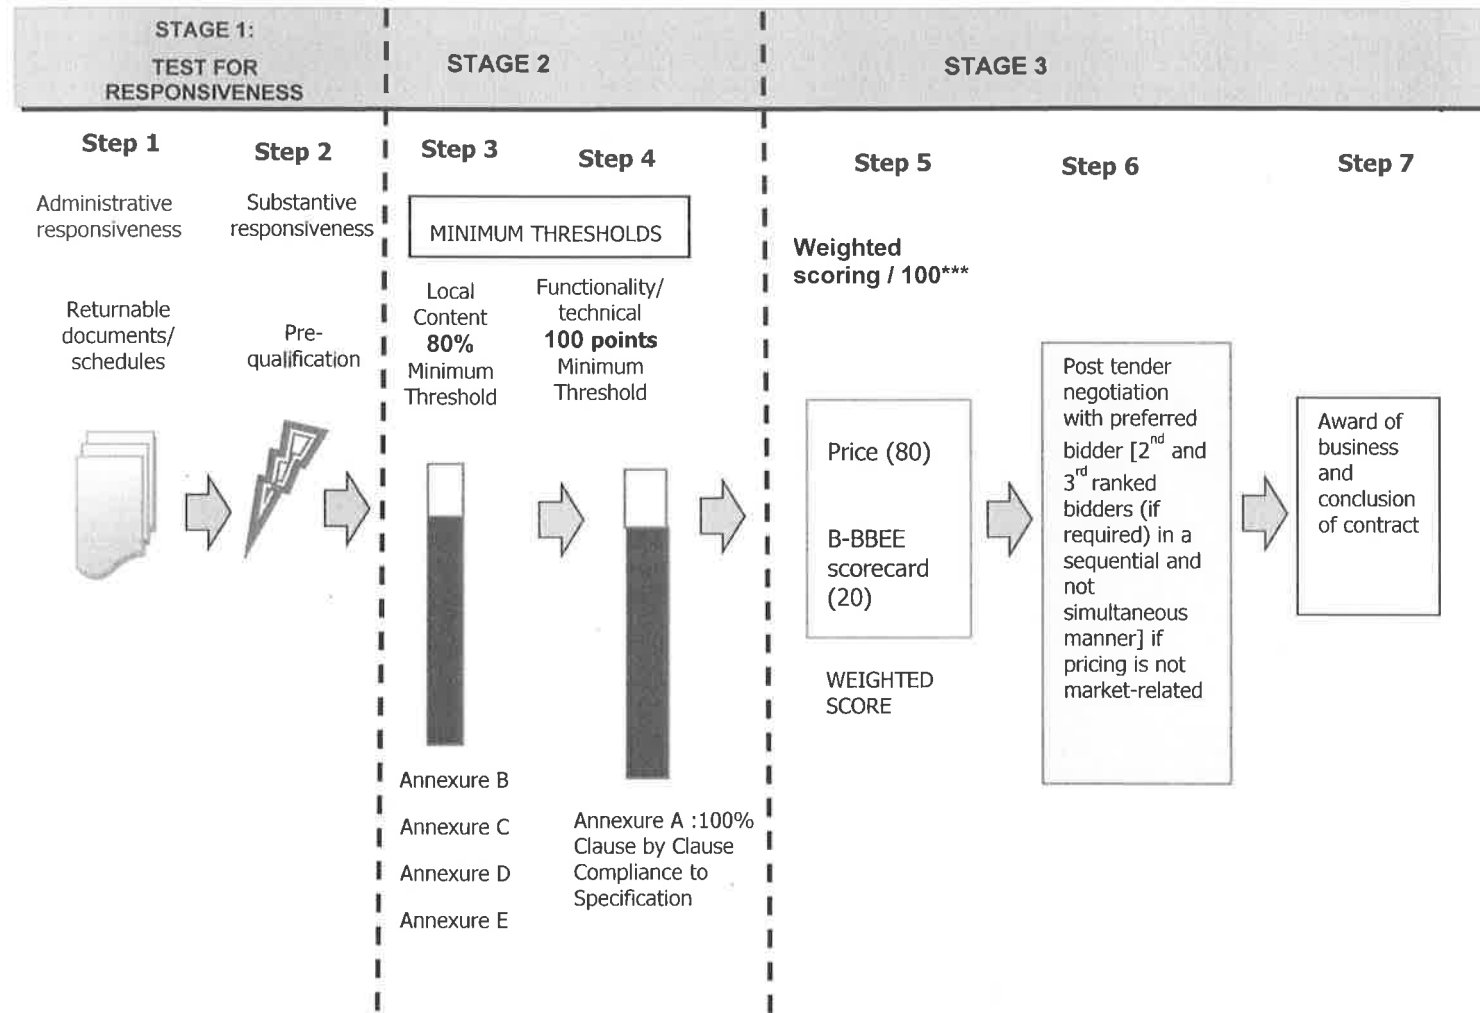 STAGE 1:
TEST FOR
RESPONSIVENESS
STAGE 2
STAGE 3
Step 1
Step 2
Step 3
Step 4
Step 5
Step 6
Step 7
Administrative
responsiveness
Substantive
responsiveness
MINIMUM THRESHOLDS
Weighted
scoring / 100***
Returnable
documents/
schedules
Pre-
qualification
Local
Content
80%
Minimum
Threshold
Functionality/
technical
100 points
Minimum
Threshold
Price (80)
B-BBEE
scorecard
(20)
WEIGHTED
SCORE
Post tender
negotiation
with preferred
bidder [2nd and
3rd ranked
bidders (if
required) in a
sequential and
not
simultaneous
manner] if
pricing is not
market-related
Award of
business
and
conclusion
of contract
Annexure B
Annexure C
Annexure D
Annexure E
Annexure A :100%
Clause by Clause
Compliance to
Specification